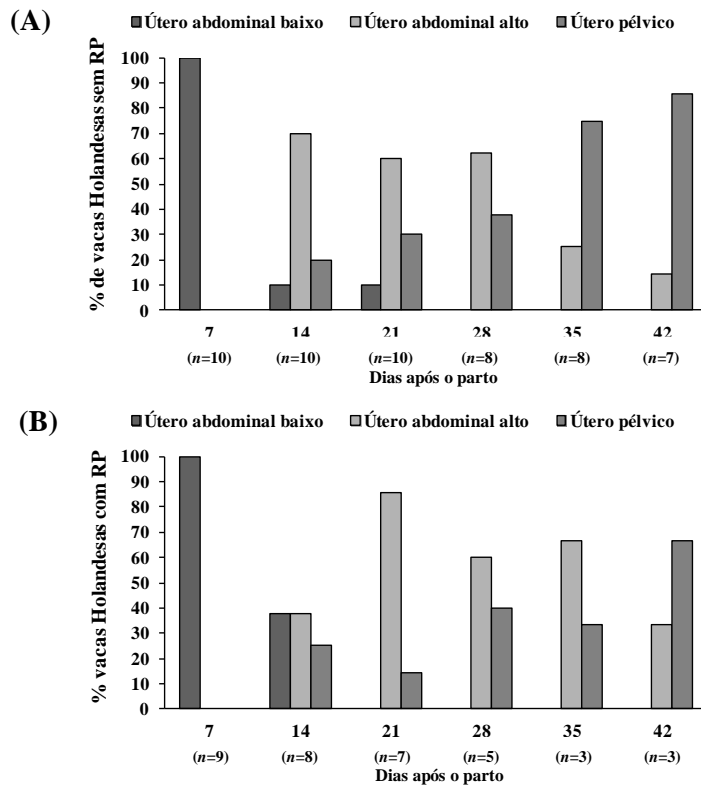 (A)
Útero abdominal baixo Útero abdominal alto Útero pélvico
% de vacas Holandesas sem RP
100
90
80
70
60
50
40
30
20
10
0
7 14 21 28 35 42
(n=10) (n=10) (n=10) (n=8) (n=8) (n=7)
Dias após o parto
(B)
Útero abdominal baixo Útero abdominal alto Útero pélvico
% vacas Holandesas com RP
100
90
80
70
60
50
40
30
20
10
0
7 14 21 28 35 42
(n=9) (n=8) (n=7) (n=5) (n=3) (n=3)
Dias após o parto